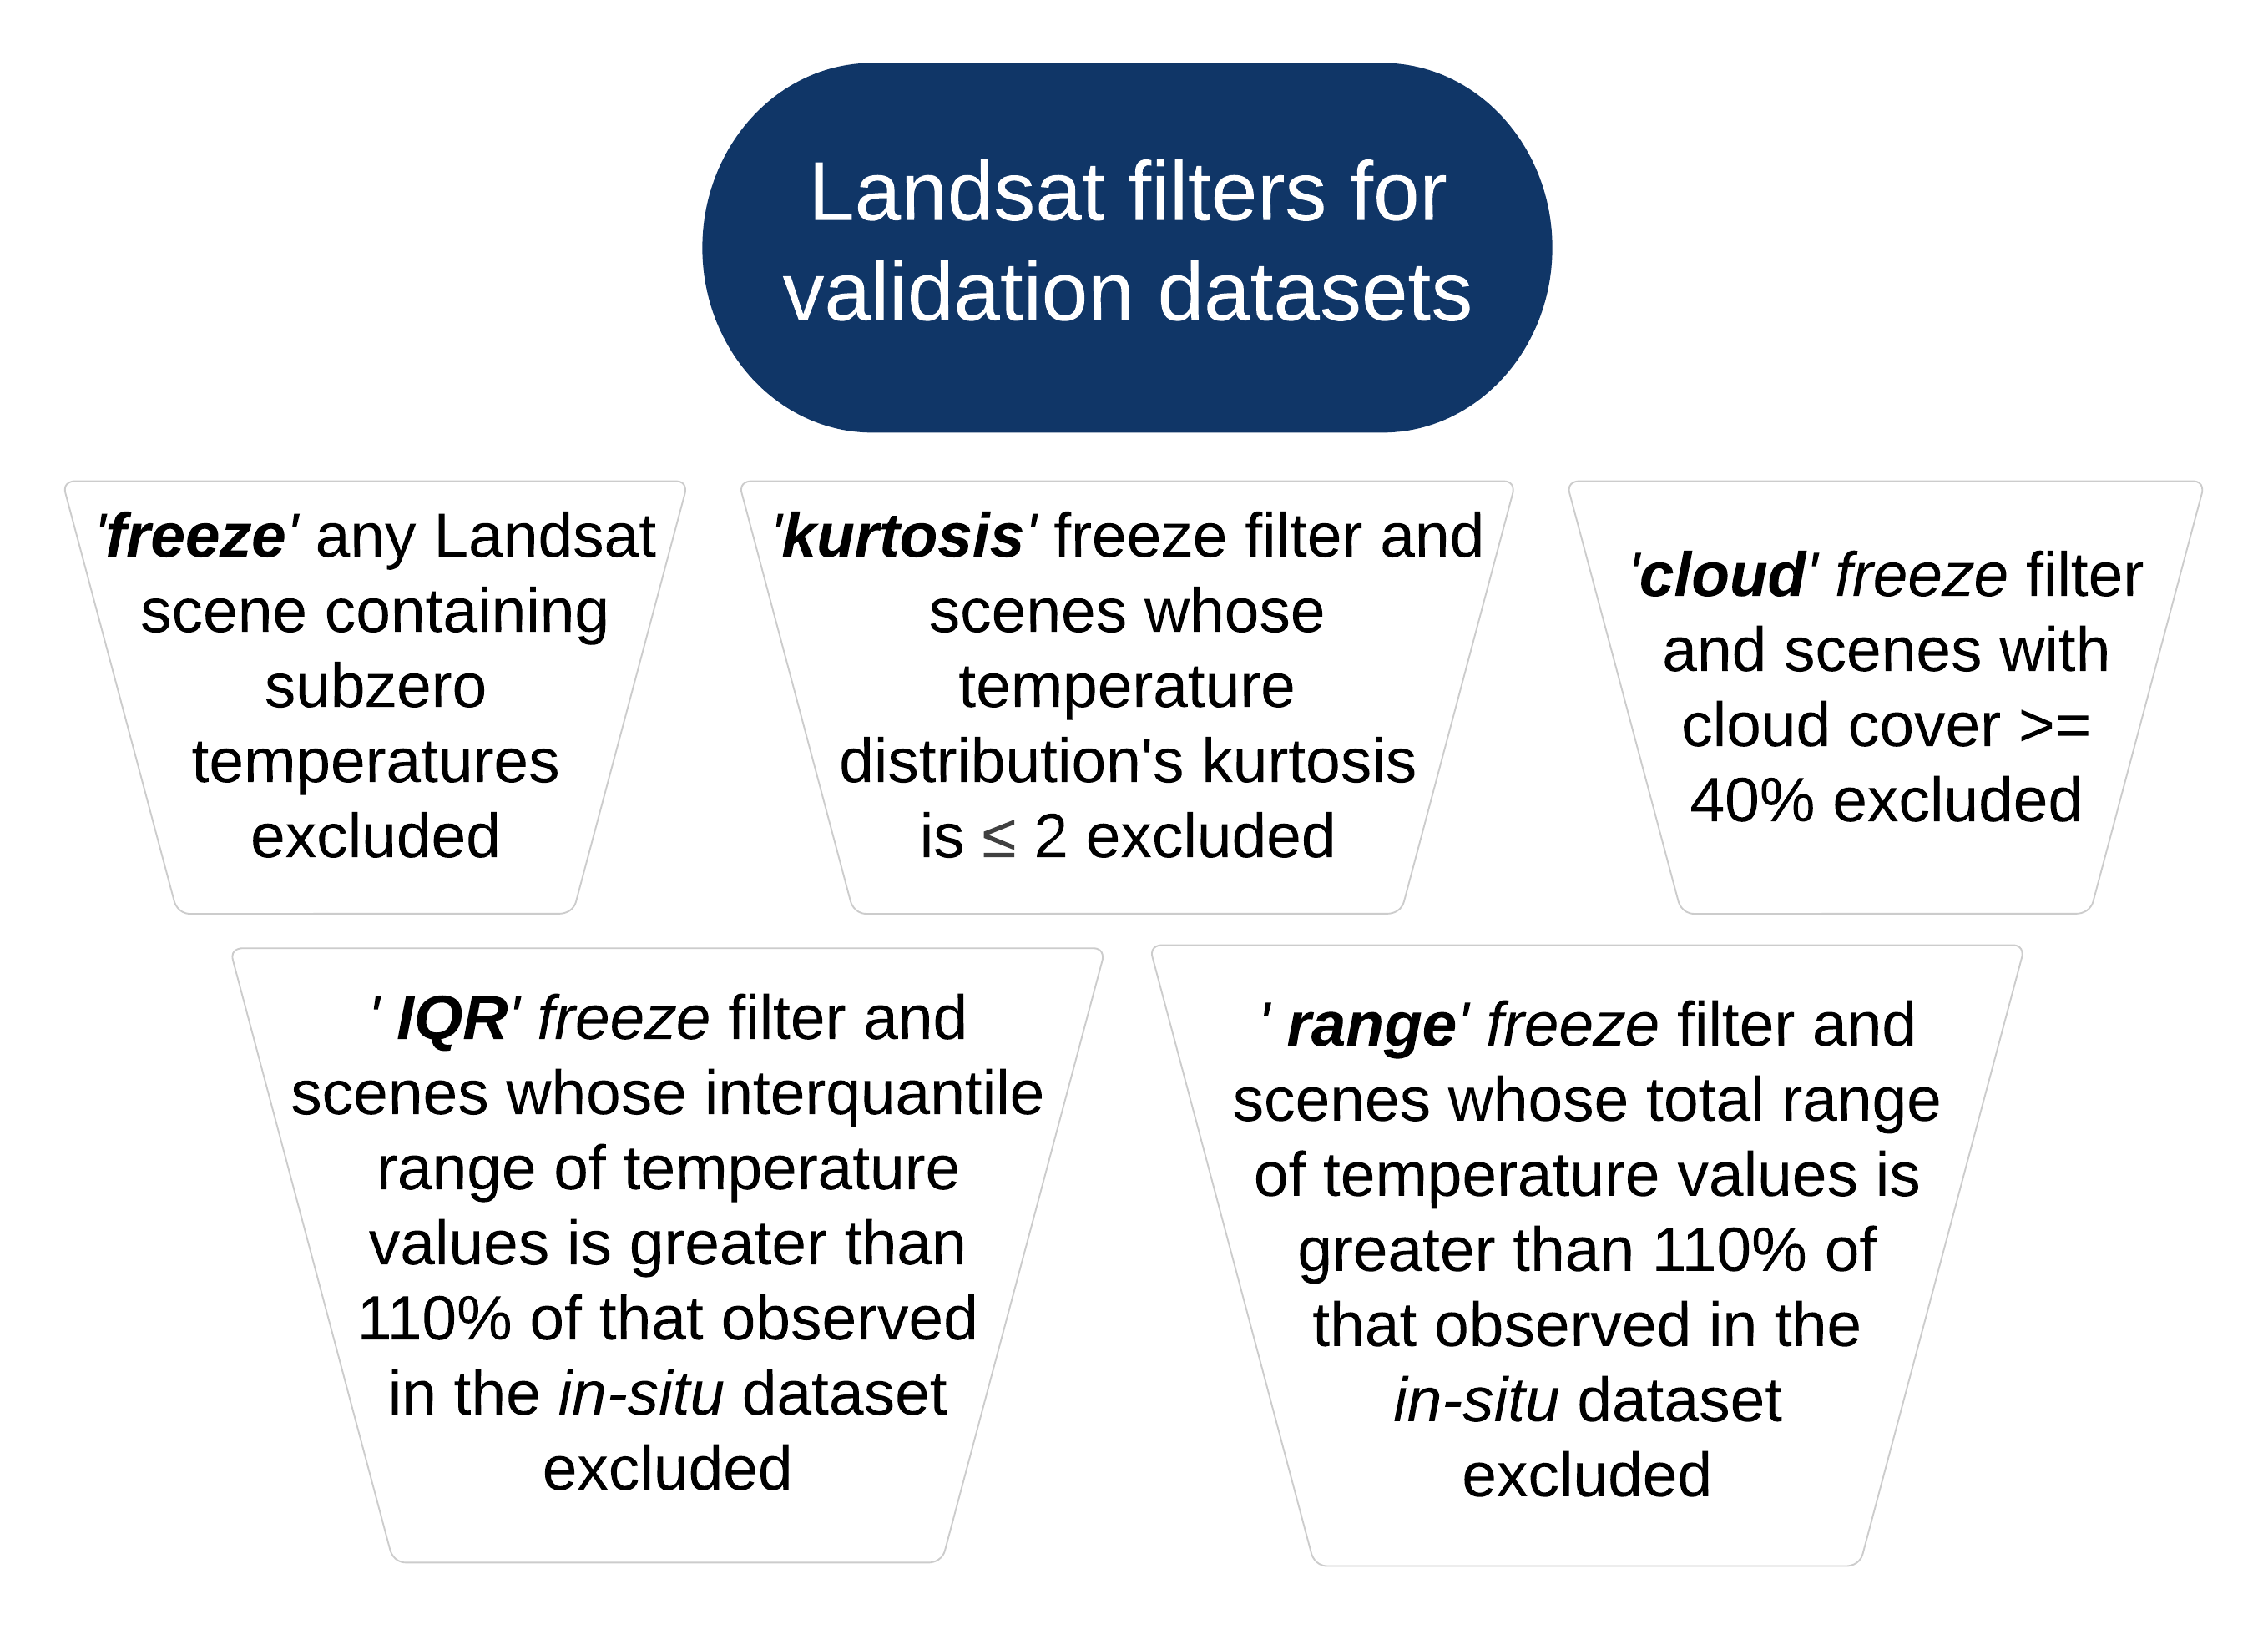 Landsat filters for
validation datasets
'freeze' any Landsat
scene containing
subzero
temperatures
excluded
'kurtosis' freeze filter and
scenes whose
temperature
distribution's kurtosis
is ≤ 2 excluded
'cloud' freeze filter
and scenes with
cloud cover >=
40% excluded
' IQR' freeze filter and
scenes whose interquantile
range of temperature
values is greater than
110% of that observed
in the in-situ dataset
excluded
' range' freeze filter and
scenes whose total range
of temperature values is
greater than 110% of
that observed in the
in-situ dataset
excluded